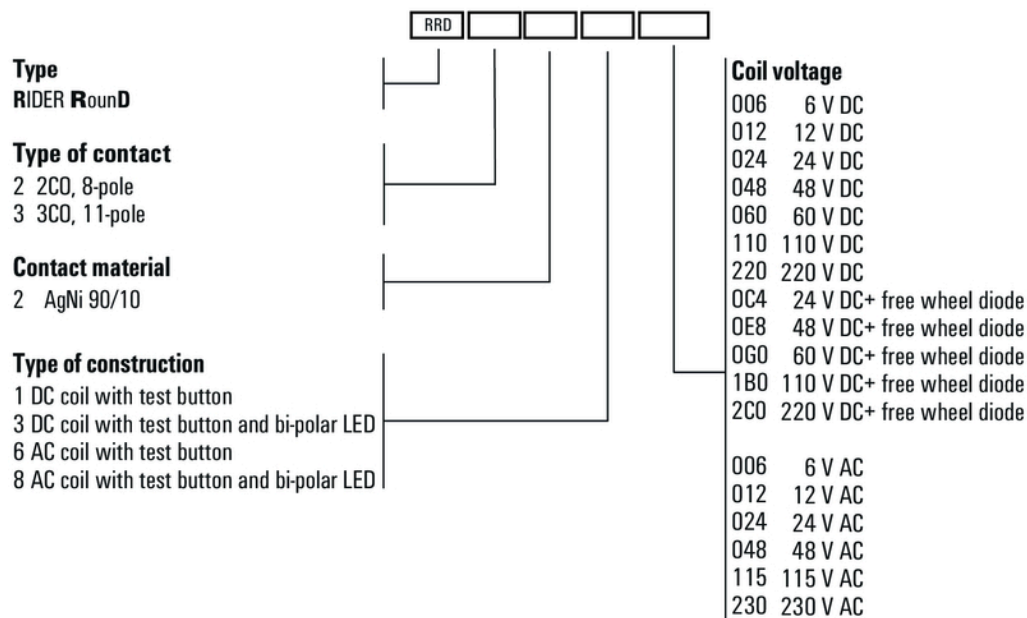 RRD
Type
RIDER RounD
Type of contact
2 2CO, 8-pole
3 3CO, 11-pole
Contact material
2 AgNi 90/10
Type of construction
1 DC coil with test button
3 DC coil with test button and bi-polar LED
6 AC coil with test button
8 AC coil with test button and bi-polar LED
Coil voltage
006 6 V DC
012 12 V DC
024 24 V DC
048 48 V DC
060 60 V DC
110 110 V DC
220 220 V DC
0C4 24 V DC+ free wheel diode
0E8 48 V DC+ free wheel diode
0G0 60 V DC+ free wheel diode
1B0 110 V DC+ free wheel diode
2C0 220 V DC+ free wheel diode
006 6 V AC
012 12 V AC
024 24 V AC
048 48 V AC
115 115 V AC
230 230 V AC